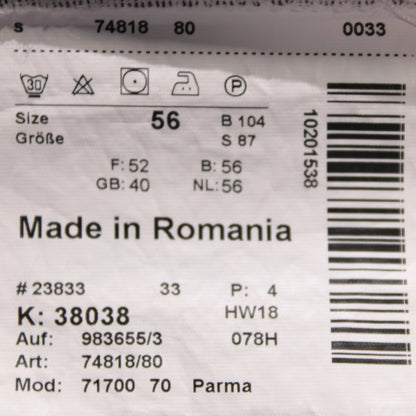 s 74818 80 0033
30 P
Size 56 B 104
Größe S 87
F: 52 B: 56
GB: 40 NL: 56
10201538
Made in Romania
# 23833 33 P: 4
K: 38038 HW18
Auf: 983655/3 078H
Art: 74818/80
Mod: 71700 70 Parma